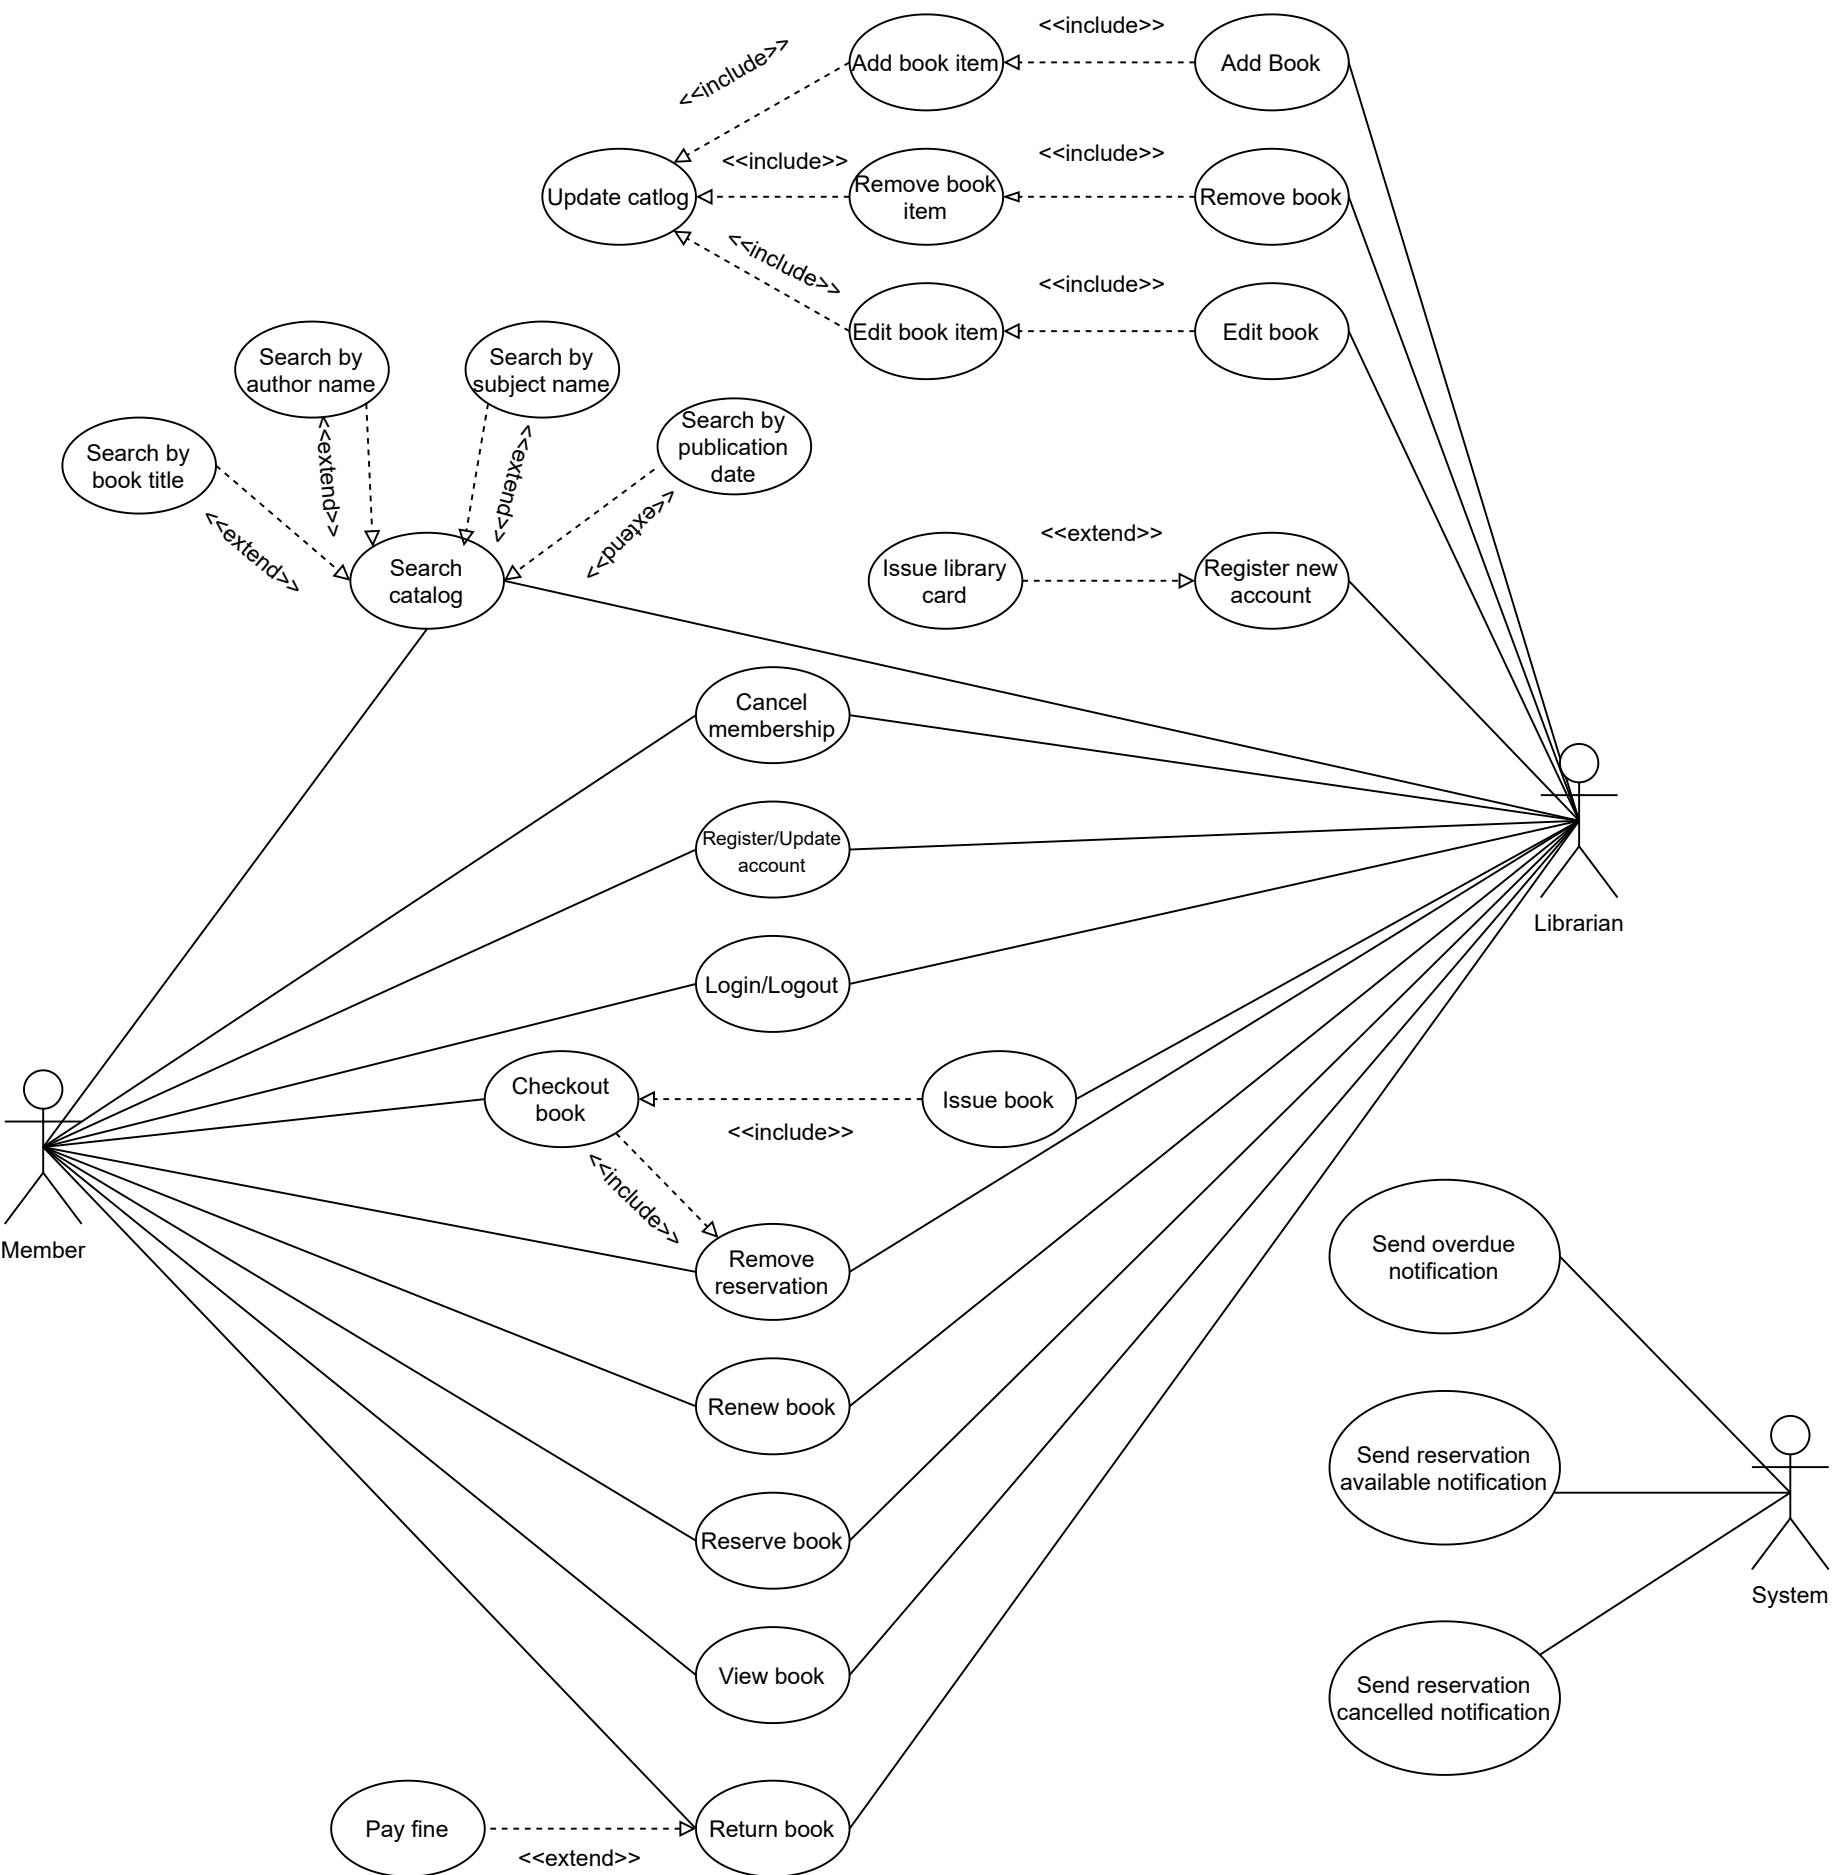 <<include>>
<<include>>
Add book item
Add Book
<<include>>
<<include>>
Update catlog
Remove book
item
Remove book
<<include>>
<<include>>
Edit book item
Edit book
Search by
author name
Search by
subject name
Search by
publication
date
Search by
book title
<<extend>>
<<extend>>
<<extend>>
<<extend>>
<<extend>>
Search
catalog
Issue library
card
Register new
account
Cancel
membership
Register/Update
account
Librarian
Login/Logout
Checkout
book
Issue book
<<include>>
<<include>>
Member
Remove
reservation
Send overdue
notification
Renew book
Send reservation
available notification
Reserve book
System
View book
Send reservation
cancelled notification
Pay fine
Return book
<<extend>>